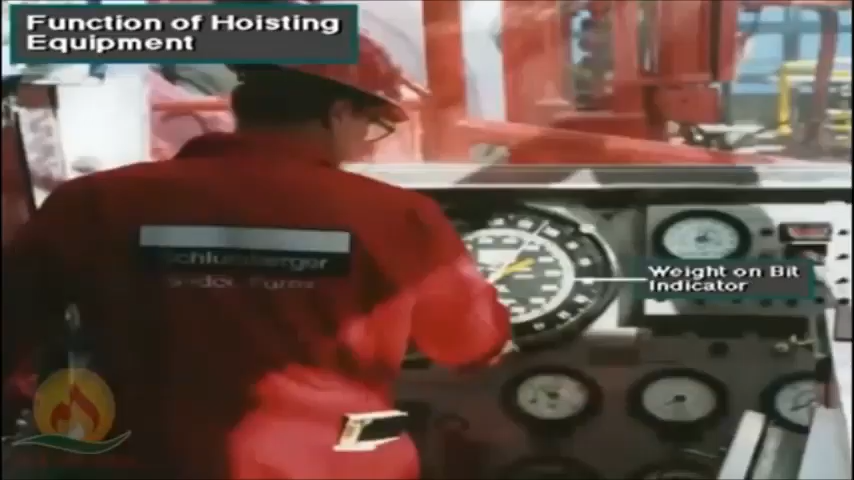 Function of Hoisting
Equipment
Schlumberger
Weight on Bit
Indicator